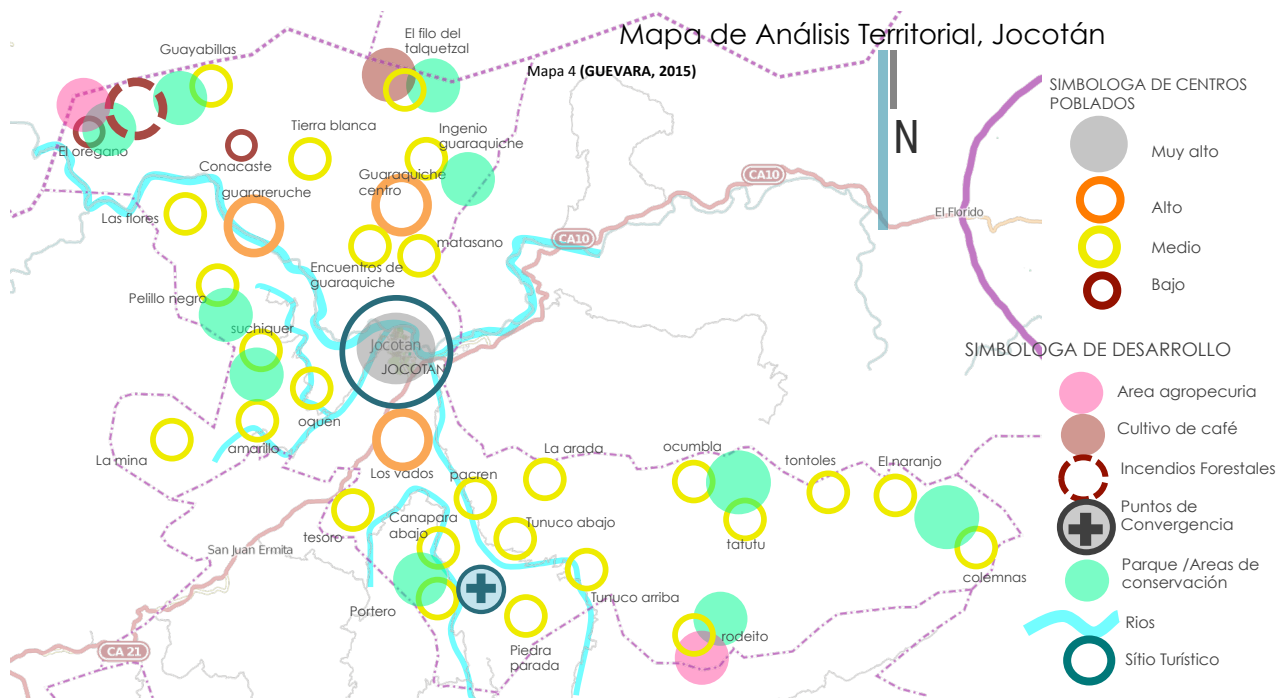 Mapa de Análisis Territorial, Jocotán
Mapa 4 (GUEVARA, 2015)
Guayabillas
El filo del
talquetzal
El oregano
Conacaste
Tierra blanca
Ingenio
guaraquiche
Guaraquiche
centro
guarareruche
Las flores
matasano
Encuentros de
guaraquiche
CA10
CA10
El Florido
N
Pelillo negro
suchiquer
Jocotan
JOCOTAN
oquen
amarillo
La mina
Los vados
La arada
pacren
ocumbla
tontoles
El naranjo
tesoro
Canapara
abajo
Tunuco abajo
tatutu
colemnas
San Juan Ermita
Portero
Tunuco arriba
Piedra
parada
rodeito
CA 21
SIMBOLOGA DE CENTROS
POBLADOS
Muy alto
Alto
Medio
Bajo
SIMBOLOGA DE DESARROLLO
Area agropecuria
Cultivo de café
Incendios Forestales
Puntos de
Convergencia
Parque /Areas de
conservación
Rios
Sítio Turístico